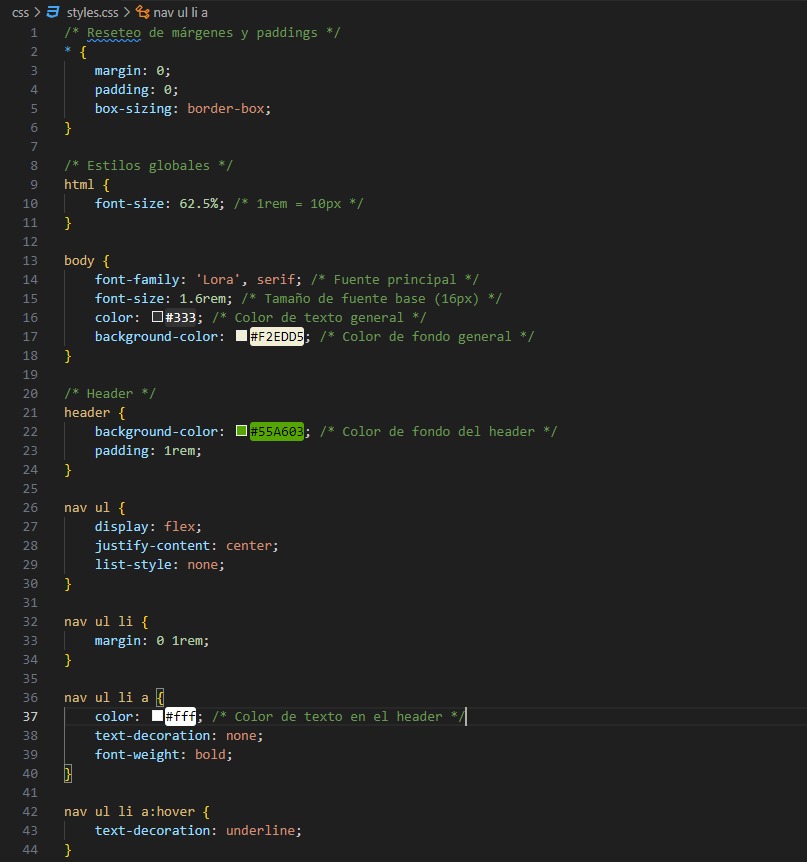 css > styles.css > nav ul li a
1 /* Reseteo de márgenes y paddings */
2 * {
3     margin: 0;
4     padding: 0;
5     box-sizing: border-box;
6 }
7
8 /* Estilos globales */
9 html {
10     font-size: 62.5%; /* 1rem = 10px */
11 }
12
13 body {
14     font-family: 'Lora', serif; /* Fuente principal */
15     font-size: 1.6rem; /* Tamaño de fuente base (16px) */
16     color: #333; /* Color de texto general */
17     background-color: #F2EDD5; /* Color de fondo general */
18 }
19
20 /* Header */
21 header {
22     background-color: #55A603; /* Color de fondo del header */
23     padding: 1rem;
24 }
25
26 nav ul {
27     display: flex;
28     justify-content: center;
29     list-style: none;
30 }
31
32 nav ul li {
33     margin: 0 1rem;
34 }
35
36 nav ul li a {
37     color: #fff; /* Color de texto en el header */
38     text-decoration: none;
39     font-weight: bold;
40 }
41
42 nav ul li a:hover {
43     text-decoration: underline;
44 }